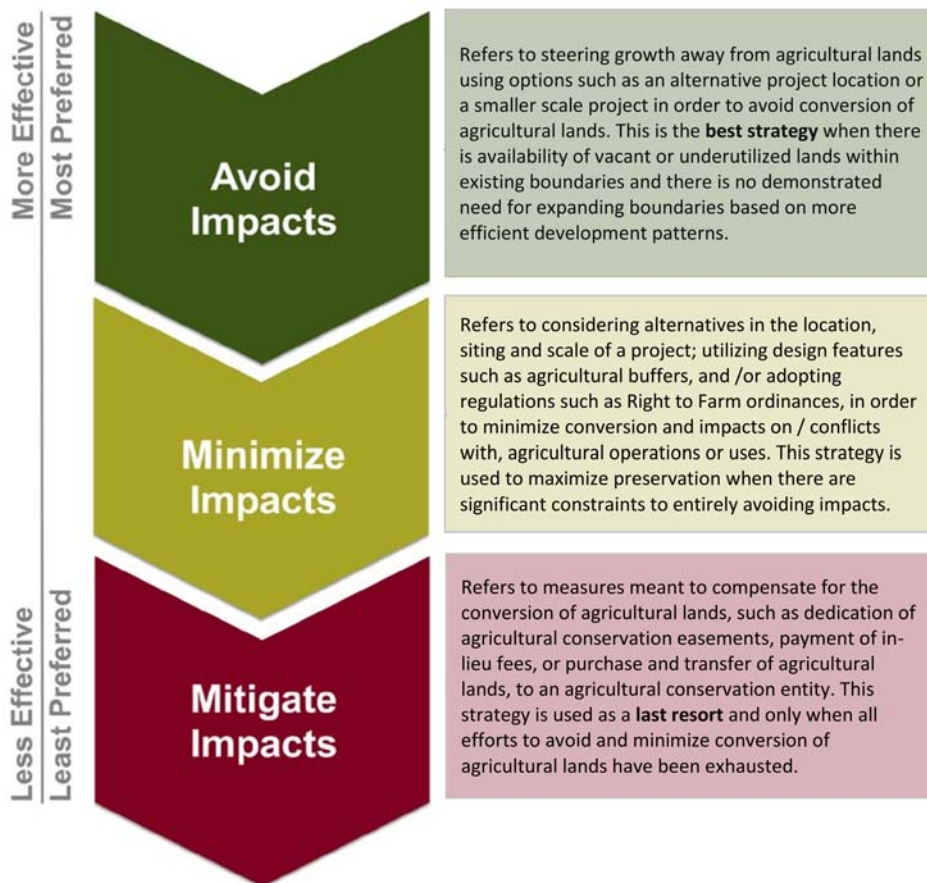 More Effective
Most Preferred
Avoid
Impacts
Refers to steering growth away from agricultural lands
using options such as an alternative project location or
a smaller scale project in order to avoid conversion of
agricultural lands. This is the best strategy when there
is availability of vacant or underutilized lands within
existing boundaries and there is no demonstrated
need for expanding boundaries based on more
efficient development patterns.
Minimize
Impacts
Refers to considering alternatives in the location,
siting and scale of a project; utilizing design features
such as agricultural buffers, and /or adopting
regulations such as Right to Farm ordinances, in order
to minimize conversion and impacts on / conflicts
with, agricultural operations or uses. This strategy is
used to maximize preservation when there are
significant constraints to entirely avoiding impacts.
Less Effective
Least Preferred
Mitigate
Impacts
Refers to measures meant to compensate for the
conversion of agricultural lands, such as dedication of
agricultural conservation easements, payment of in-
lieu fees, or purchase and transfer of agricultural
lands, to an agricultural conservation entity. This
strategy is used as a last resort and only when all
efforts to avoid and minimize conversion of
agricultural lands have been exhausted.